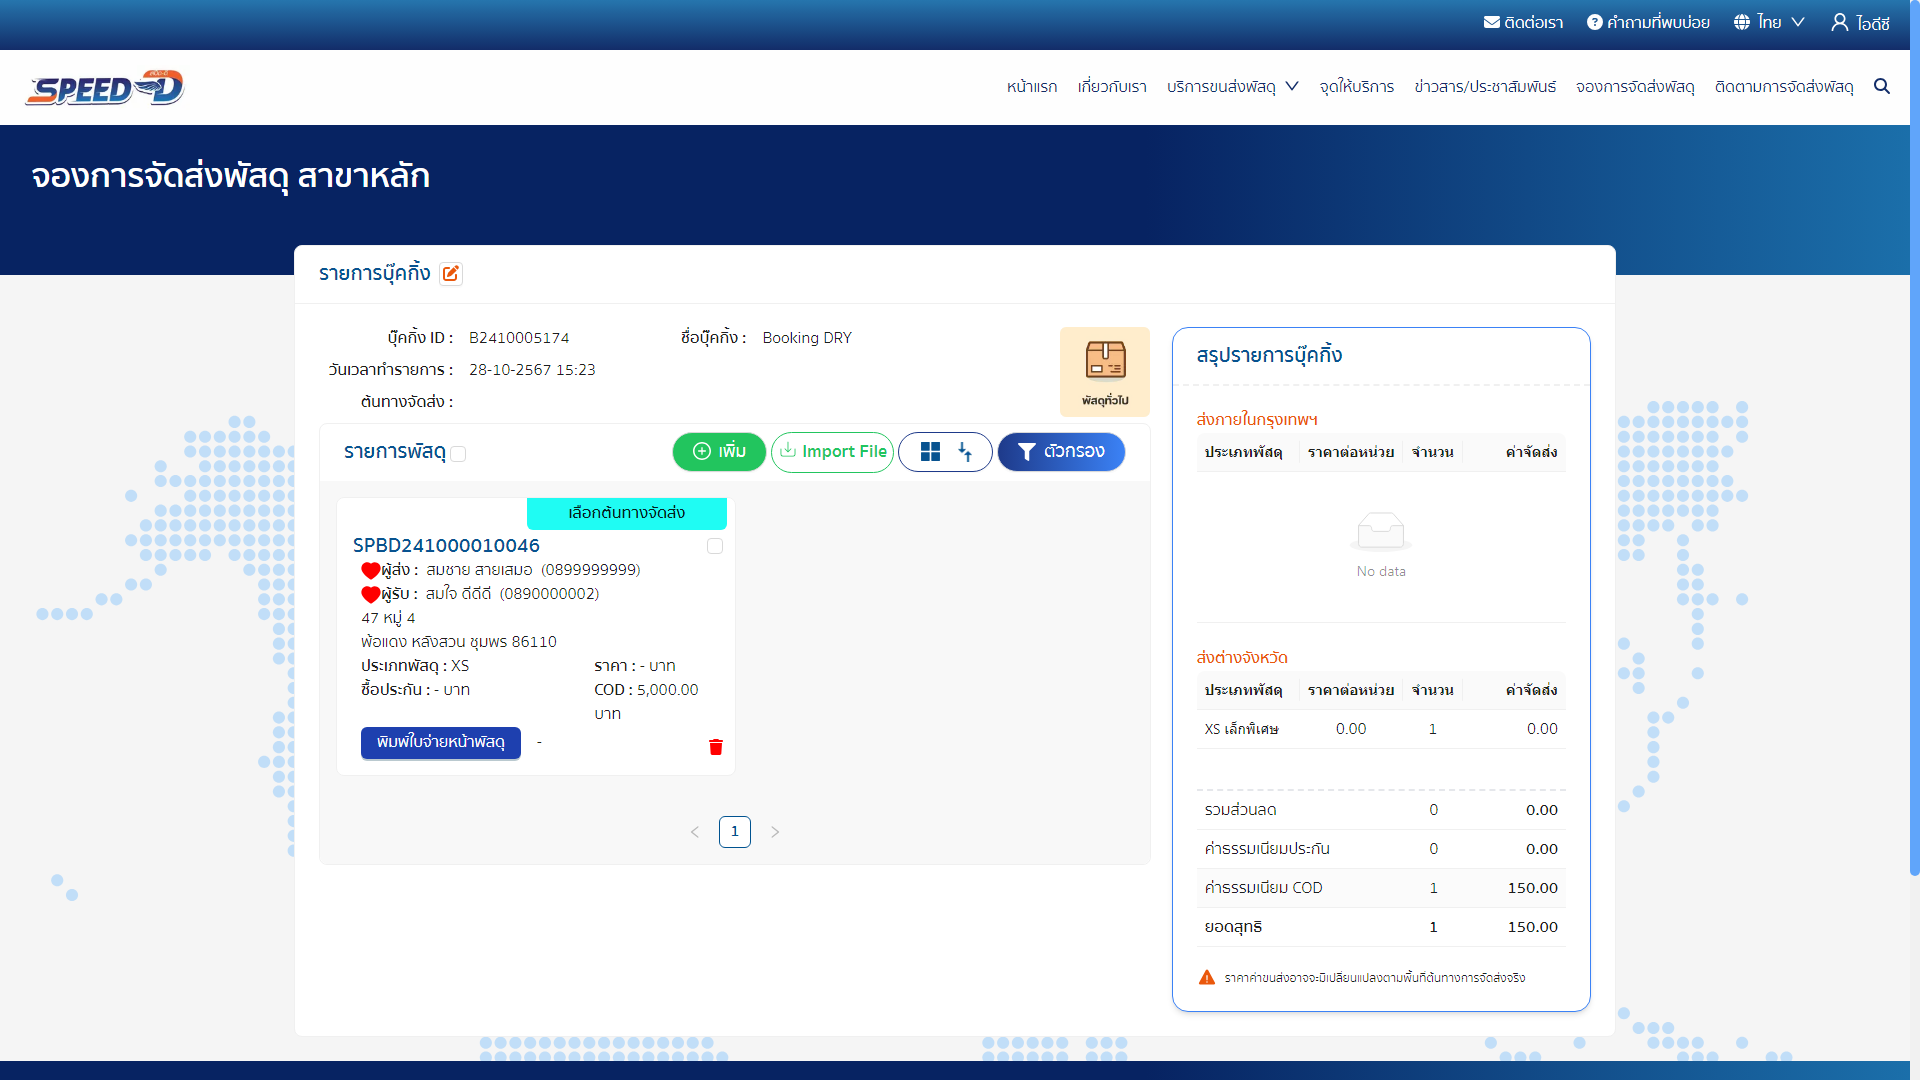 ติดต่อเรา คำถามที่พบบ่อย ไทย ไอดีซี
SPEED-D
หน้าแรก เกี่ยวกับเรา บริการขนส่งพัสดุ จุดให้บริการ ข่าวสาร/ประชาสัมพันธ์ จองการจัดส่งพัสดุ ติดตามการจัดส่งพัสดุ
จองการจัดส่งพัสดุ สาขาหลัก
รายการบุ๊คกิ้ง
บุ๊คกิ้ง ID : B2410005174 ชื่อบุ๊คกิ้ง : Booking DRY
วันเวลาทำรายการ : 28-10-2567 15:23
ต้นทางจัดส่ง :
พัสดุทั่วไป
รายการพัสดุ เพิ่ม Import File ตัวกรอง
เลือกต้นทางจัดส่ง
SPBD241000010046
ผู้ส่ง : สมชาย สายเสมอ (0899999999)
ผู้รับ : สมใจ ดีดีดี (0890000002)
47 หมู่ 4
พ้อแดง หลังสวน ชุมพร 86110
ประเภทพัสดุ : XS ราคา : - บาท
ซื้อประกัน : - บาท COD : 5,000.00 บาท
พิมพ์ใบจ่ายหน้าพัสดุ -
1
สรุปรายการบุ๊คกิ้ง
ส่งภายในกรุงเทพฯ
ประเภทพัสดุ ราคาต่อหน่วย จำนวน ค่าจัดส่ง
No data
ส่งต่างจังหวัด
ประเภทพัสดุ ราคาต่อหน่วย จำนวน ค่าจัดส่ง
XS เล็กพิเศษ 0.00 1 0.00
รวมส่วนลด 0 0.00
ค่าธรรมเนียมประกัน 0 0.00
ค่าธรรมเนียม COD 1 150.00
ยอดสุทธิ 1 150.00
ราคาค่าขนส่งอาจจะมีเปลี่ยนแปลงตามพื้นที่ต้นทางการจัดส่งจริง